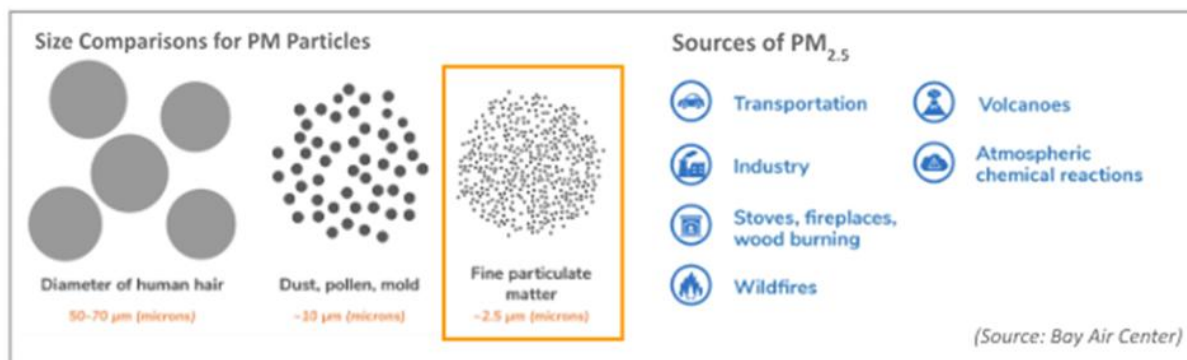 Size Comparisons for PM Particles
Diameter of human hair
50-70 μm (microns)
Dust, pollen, mold
~10 μm (microns)
Fine particulate
matter
~2.5 μm (microns)
Sources of PM2.5
Transportation
Industry
Stoves, fireplaces,
wood burning
Wildfires
Volcanoes
Atmospheric
chemical reactions
(Source: Bay Air Center)